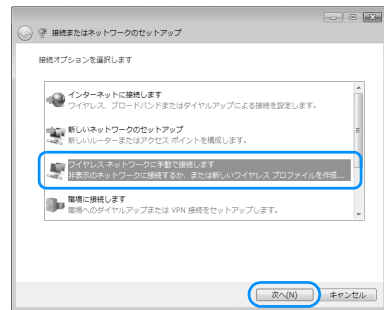 接続またはネットワークのセットアップ
接続オプションを選択します
インターネットに接続します
ワイヤレス、ブロードバンドまたはダイヤルアップによる接続を設定します。
新しいネットワークのセットアップ
新しいルーターまたはアクセス ポイントを構成します。
ワイヤレス ネットワークに手動で接続します
非表示のネットワークに接続するか、または新しいワイヤレス プロファイルを作成...
職場に接続します
職場へのダイヤルアップまたは VPN 接続をセットアップします。
次へ(N)
キャンセル